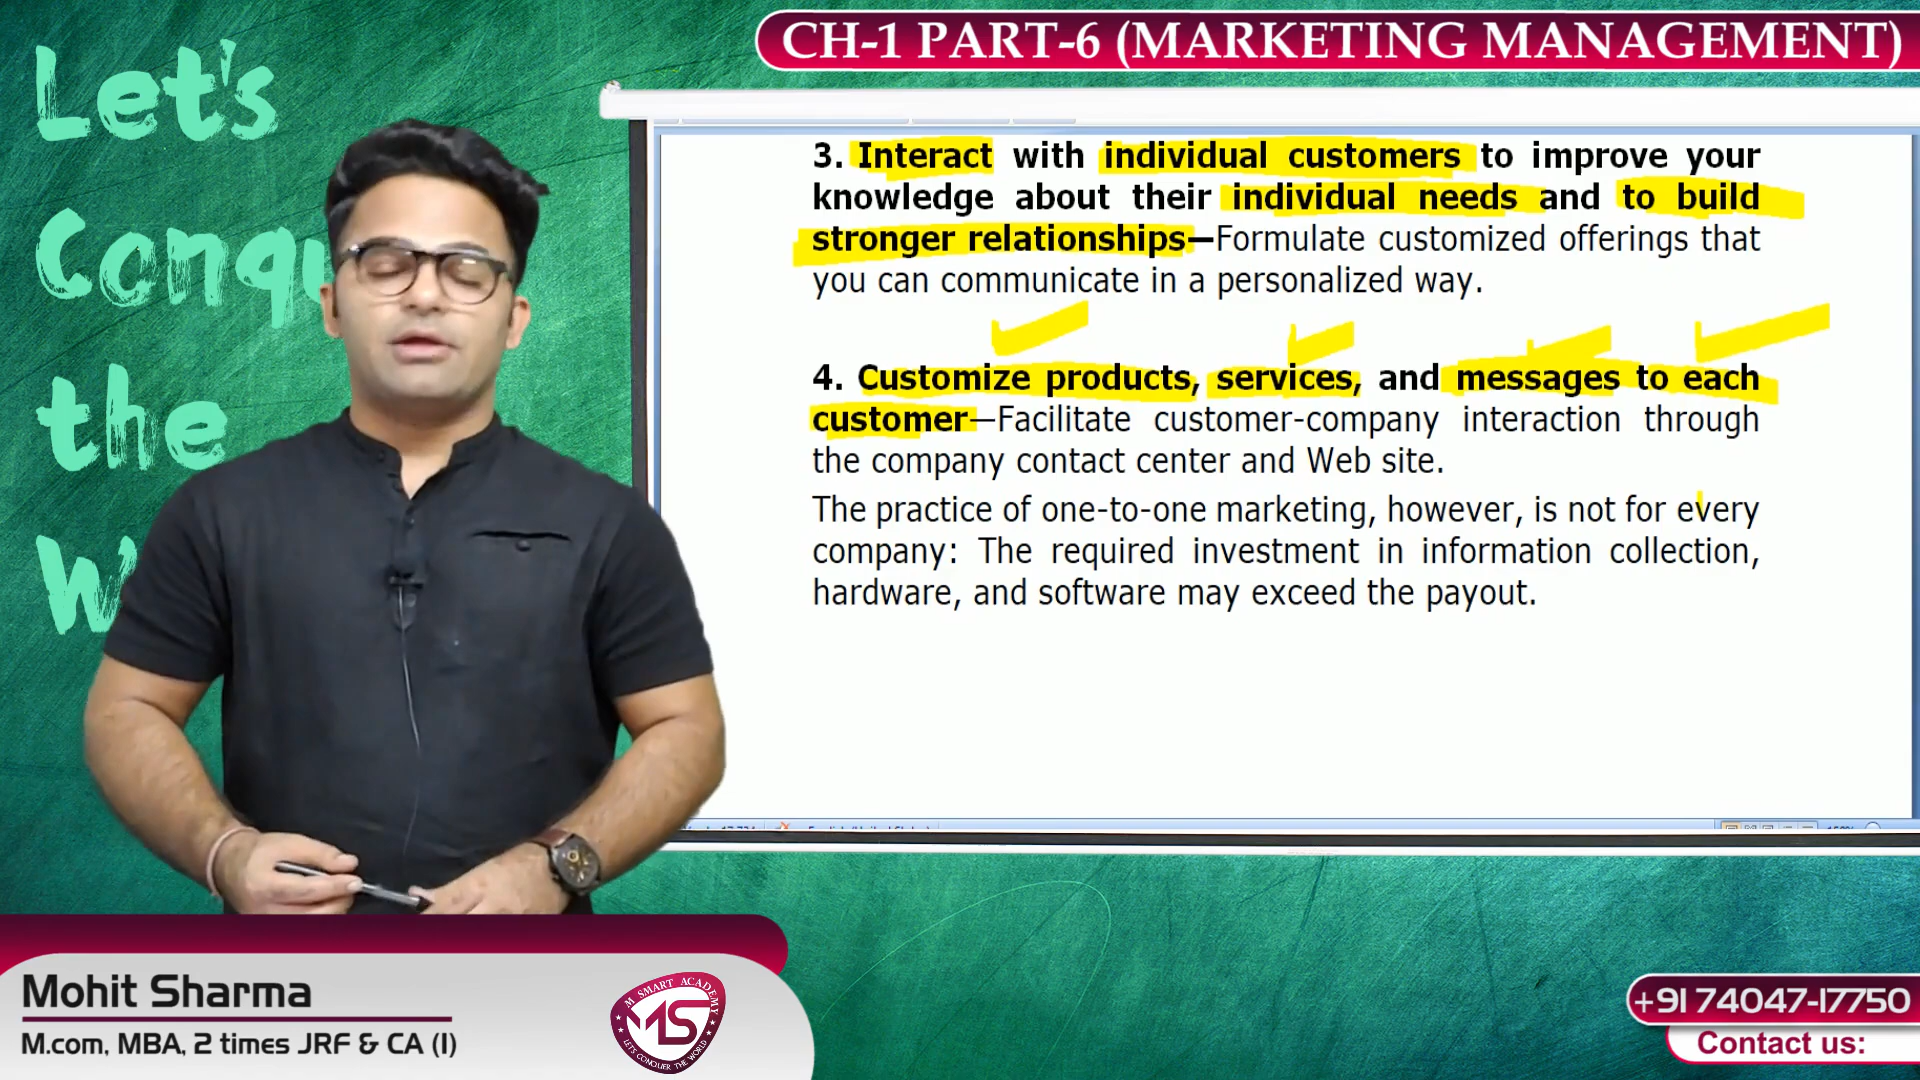 CH-1 PART-6 (MARKETING MANAGEMENT)
Let's
Conqu
the
W
3. Interact with individual customers to improve your
knowledge about their individual needs and to build
stronger relationships—Formulate customized offerings that
you can communicate in a personalized way.
4. Customize products, services, and messages to each
customer—Facilitate customer-company interaction through
the company contact center and Web site.
The practice of one-to-one marketing, however, is not for every
company: The required investment in information collection,
hardware, and software may exceed the payout.
Mohit Sharma
M.com, MBA, 2 times JRF & CA (I)
M SMART ACADEMY
MS
LET'S CONQUER THE WORLD
+91 74047-17750
Contact us: